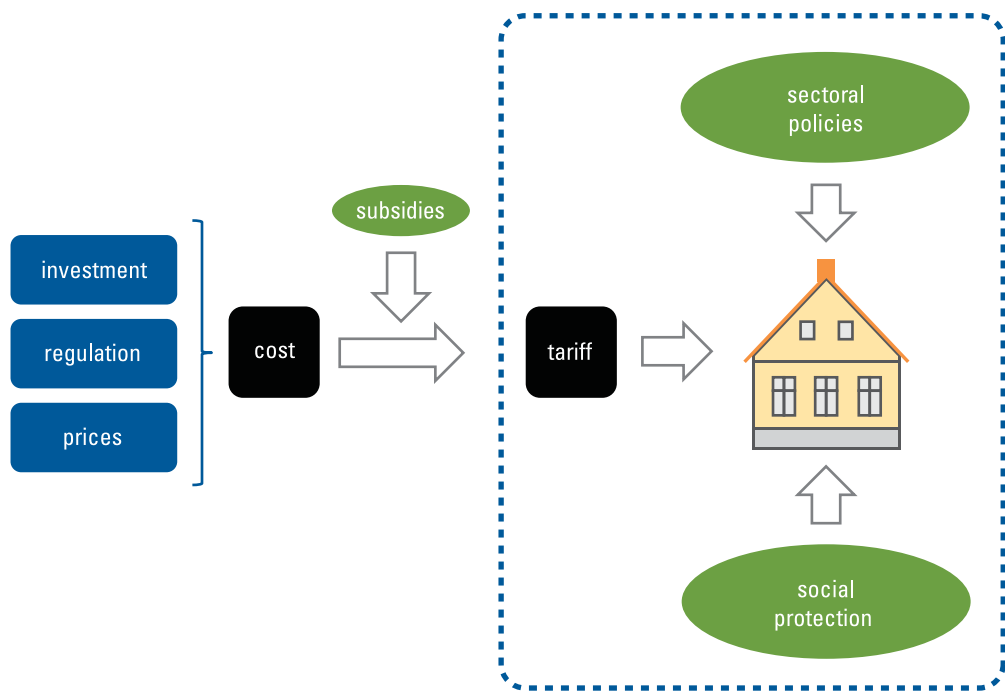 investment
regulation
prices
cost
subsidies
tariff
sectoral
policies
social
protection